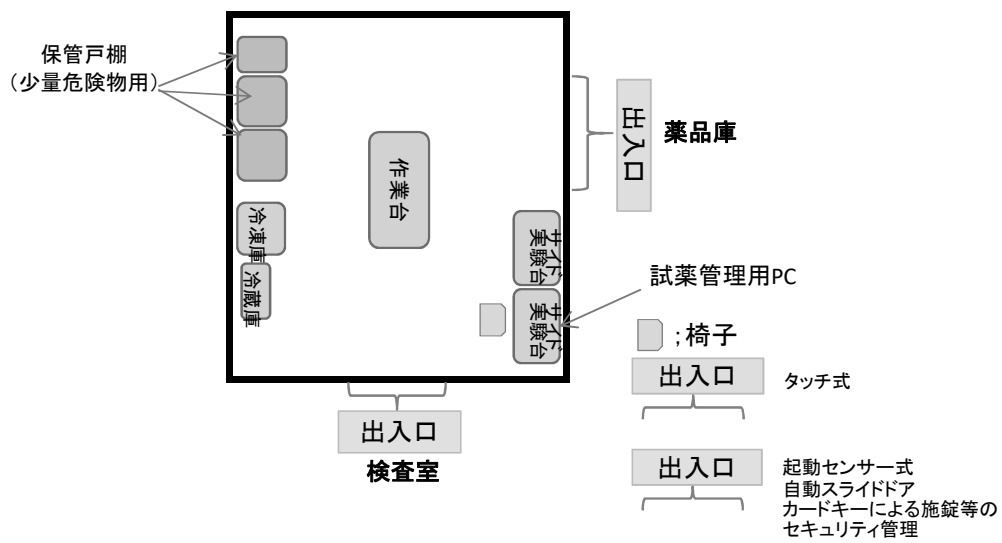 保管戸棚
（少量危険物用）
出入口
薬品庫
作業台
冷凍庫
冷蔵庫
サイド
実験台
サイド
実験台
試薬管理用PC
;椅子
出入口
タッチ式
出入口
検査室
出入口
起動センサー式
自動スライドドア
カードキーによる施錠等の
セキュリティ管理